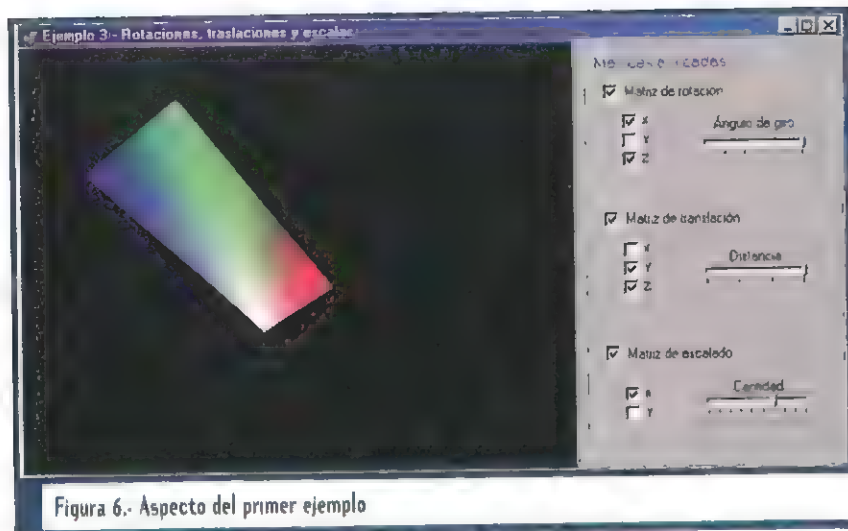 Ejemplo 3.- Rotaciones, traslaciones y escalas
Matriz de rotación
X
Y
Z
Ángulo de giro
Matriz de translación
X
Y
Z
Distancia
Matriz de escalado
X
Y
Cantidad
Figura 6.- Aspecto del primer ejemplo